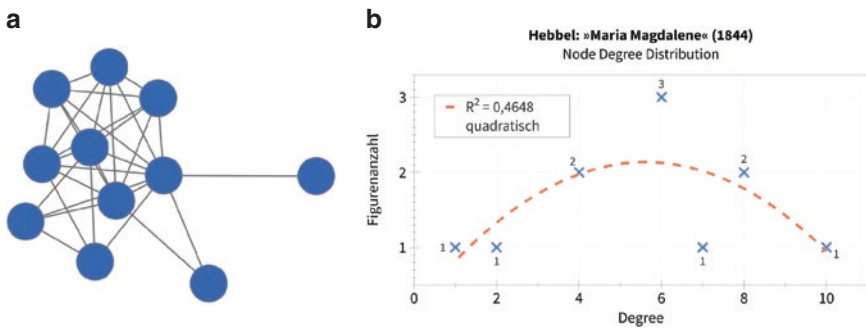 a
b
Hebbel: »Maria Magdalene« (1844)
Node Degree Distribution
R² = 0,4648
quadratisch
Figurenanzahl
3
2
1
1
1
2
3
1
2
1
0
2
4
6
8
10
Degree